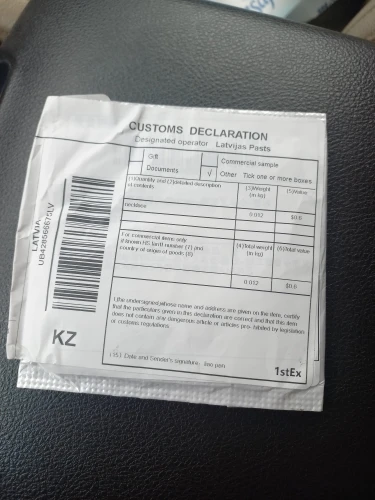 CUSTOMS DECLARATION
Designated operator Latvijas Pasts
Gift
Commercial sample
Documents
√ Other Tick one or more boxes
(1)Quantity and (2)detailed description
of contents
(3)Weight
(in kg)
(5)Value
necklace
0.012
$0.6
For commercial items only
If known HS tariff number (7) and
country of origin of goods (8)
(4)Total weight
(in kg)
(6)Total value
0.012
$0.6
I,the undersigned,whose name and address are given on the item, certify
that the particulars given in this declaration are correct and that this item
does not contain any dangerous article or articles pro- bilated by legislation
or customs regulations.
(15) Date and Sender's signature:
1stEx
LATVIA
UB428566675LV
KZ